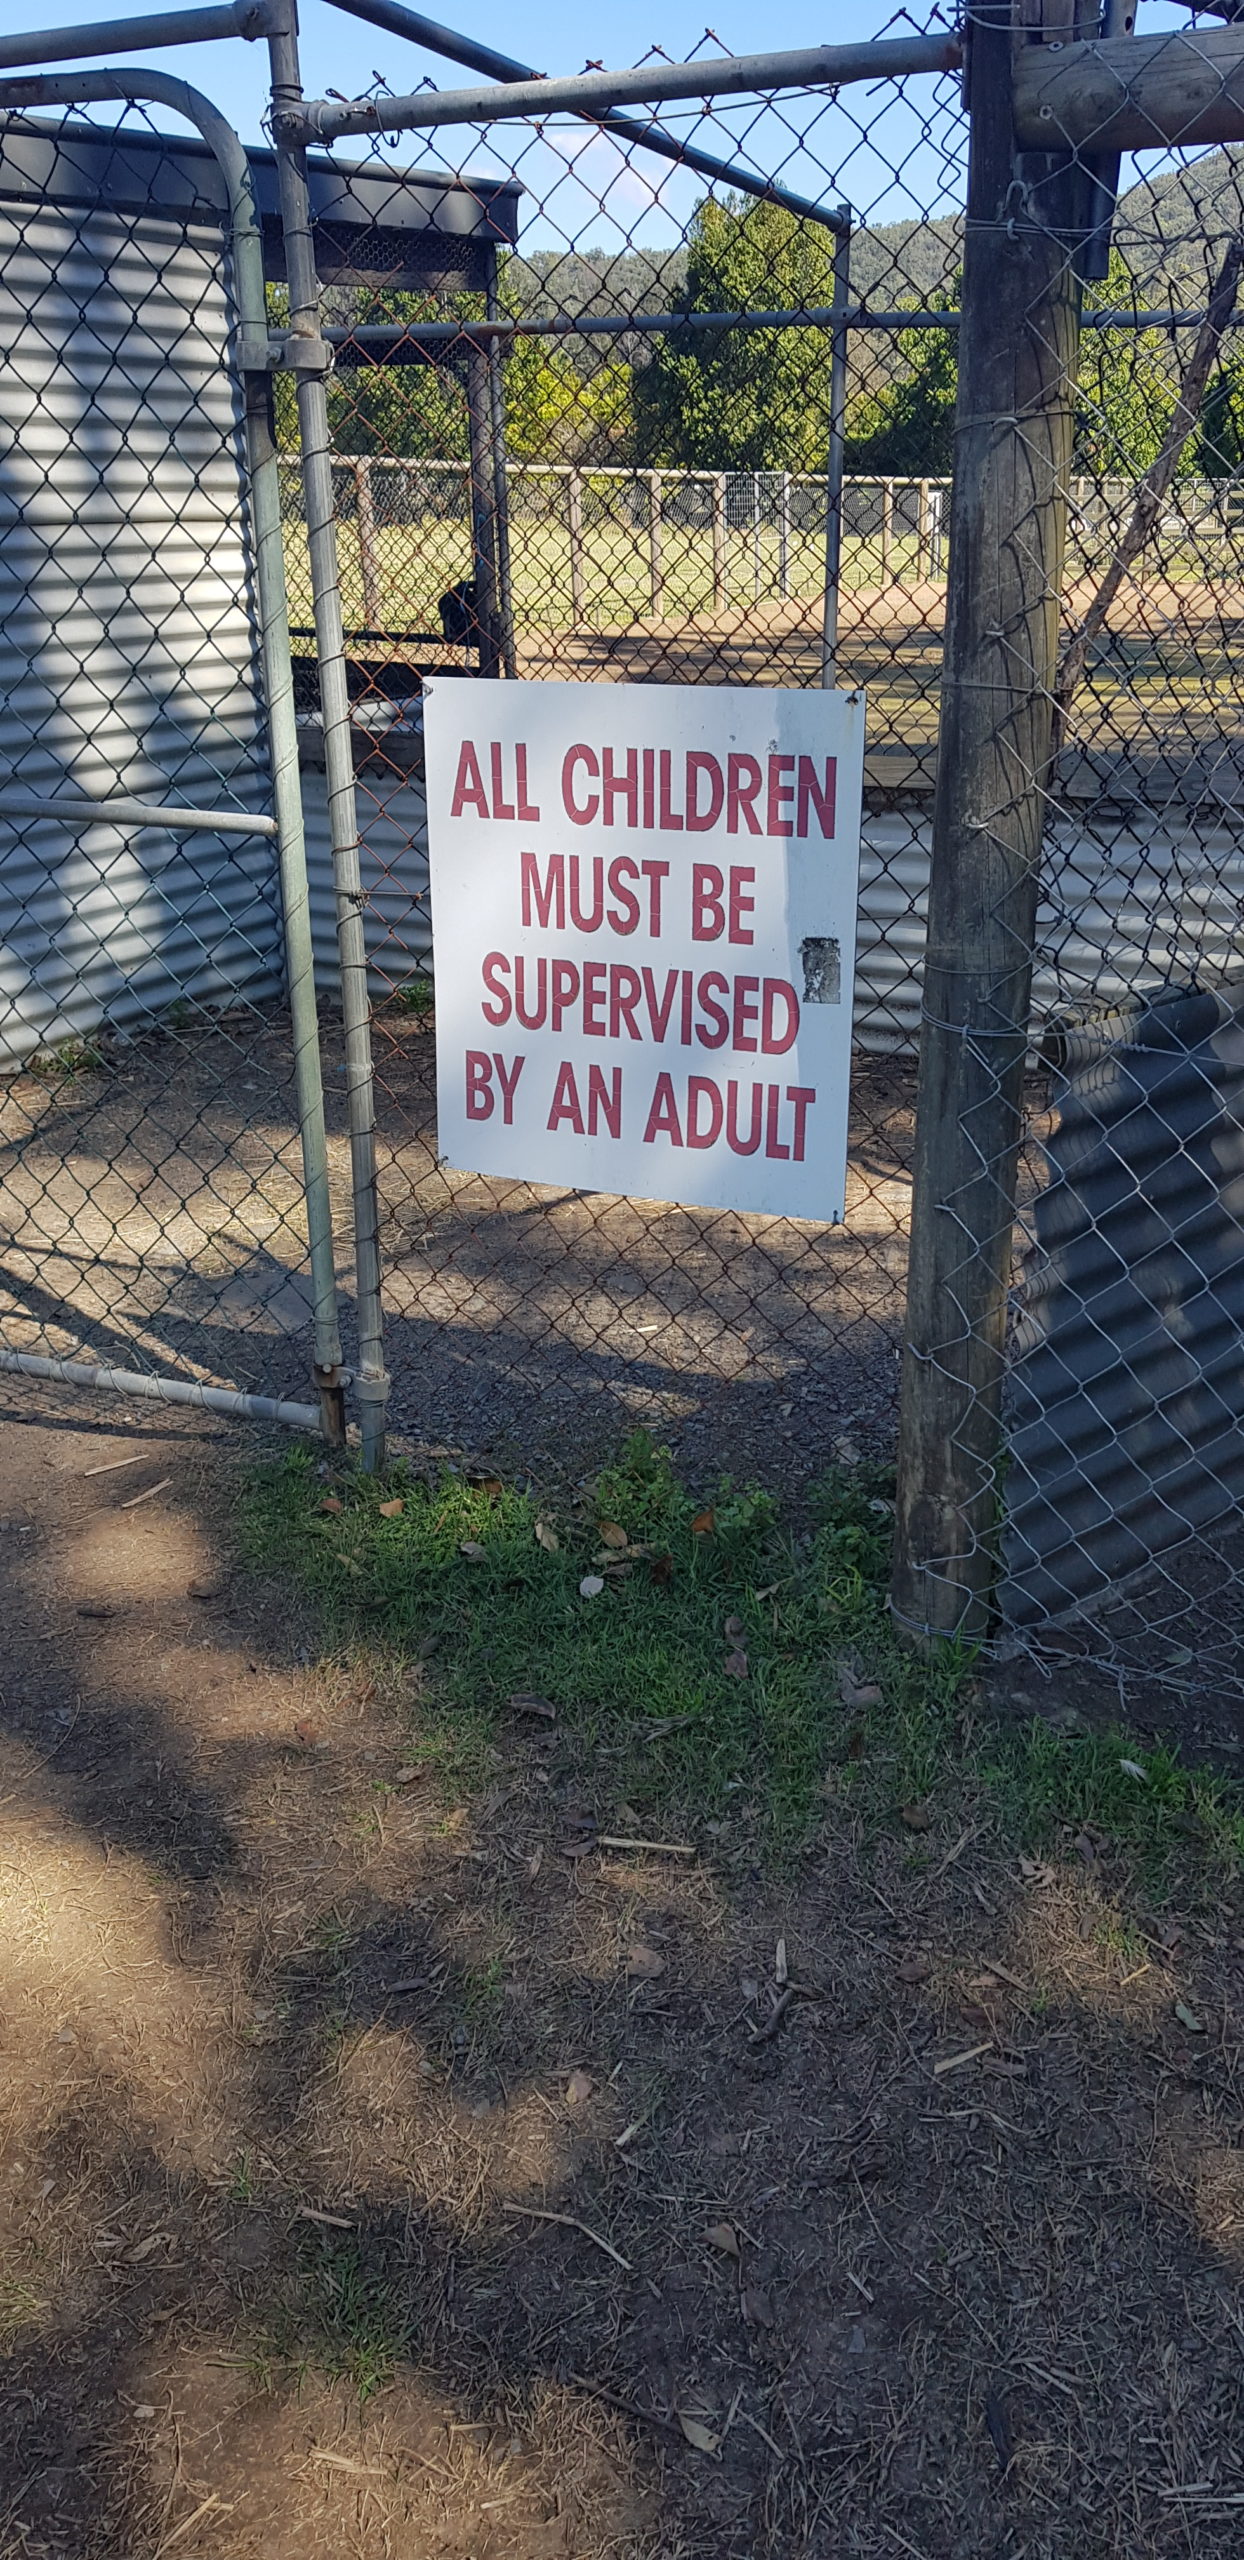 ALL CHILDREN
MUST BE
SUPERVISED
BY AN ADULT